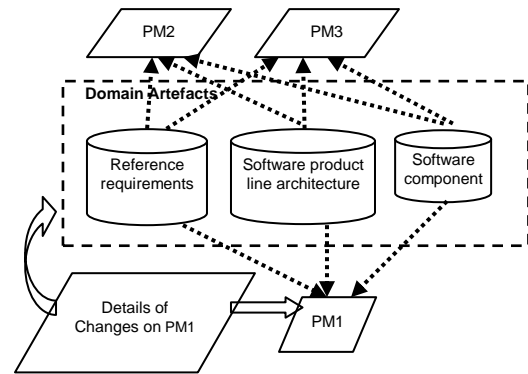 PM2
PM3
Domain Artefacts
Reference
requirements
Software product
line architecture
Software
component
Details of
Changes on PM1
PM1